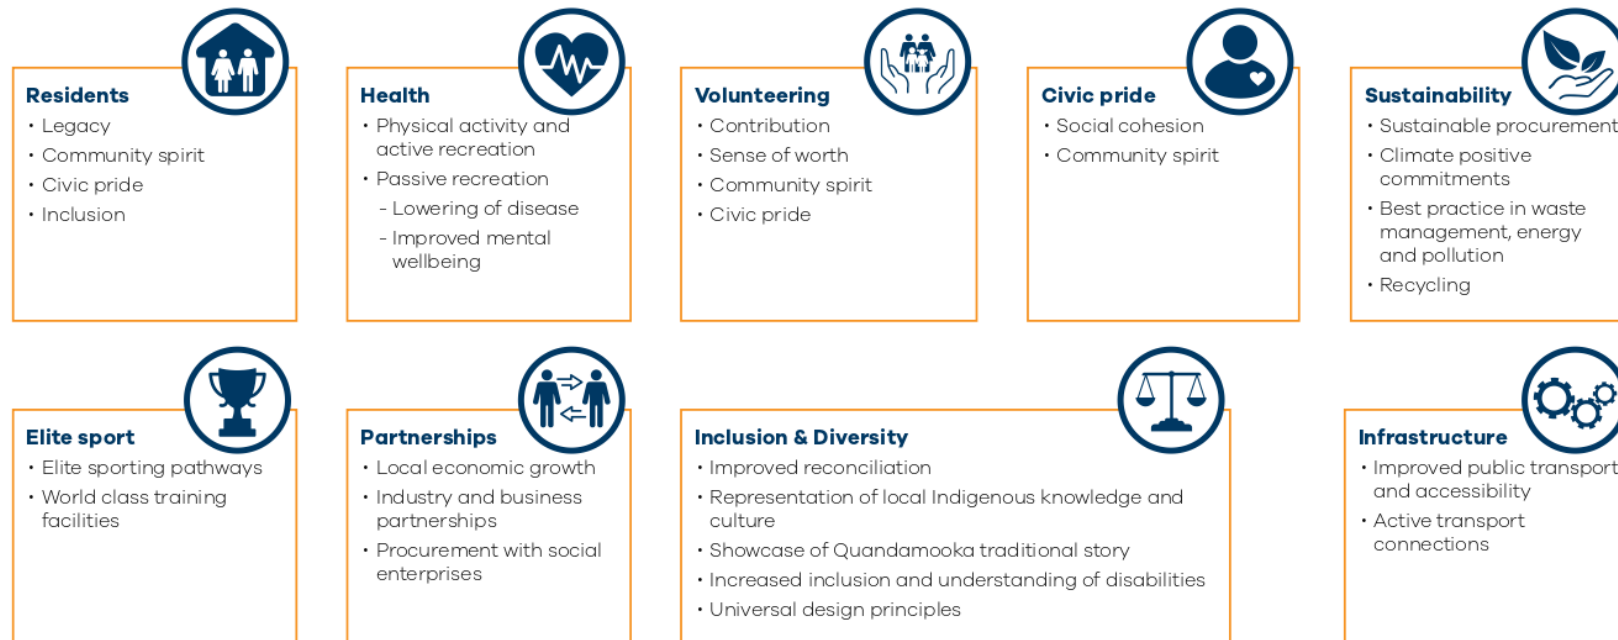 Residents
• Legacy
• Community spirit
• Civic pride
• Inclusion
Health
• Physical activity and
active recreation
• Passive recreation
- Lowering of disease
- Improved mental
wellbeing
Volunteering
• Contribution
• Sense of worth
• Community spirit
• Civic pride
Civic pride
• Social cohesion
• Community spirit
Sustainability
• Sustainable procurement
• Climate positive
commitments
• Best practice in waste
management, energy
and pollution
• Recycling
Elite sport
• Elite sporting pathways
• World class training
facilities
Partnerships
• Local economic growth
• Industry and business
partnerships
• Procurement with social
enterprises
Inclusion & Diversity
• Improved reconciliation
• Representation of local Indigenous knowledge and
culture
• Showcase of Quandamooka traditional story
• Increased inclusion and understanding of disabilities
• Universal design principles
Infrastructure
• Improved public transport
and accessibility
• Active transport
connections